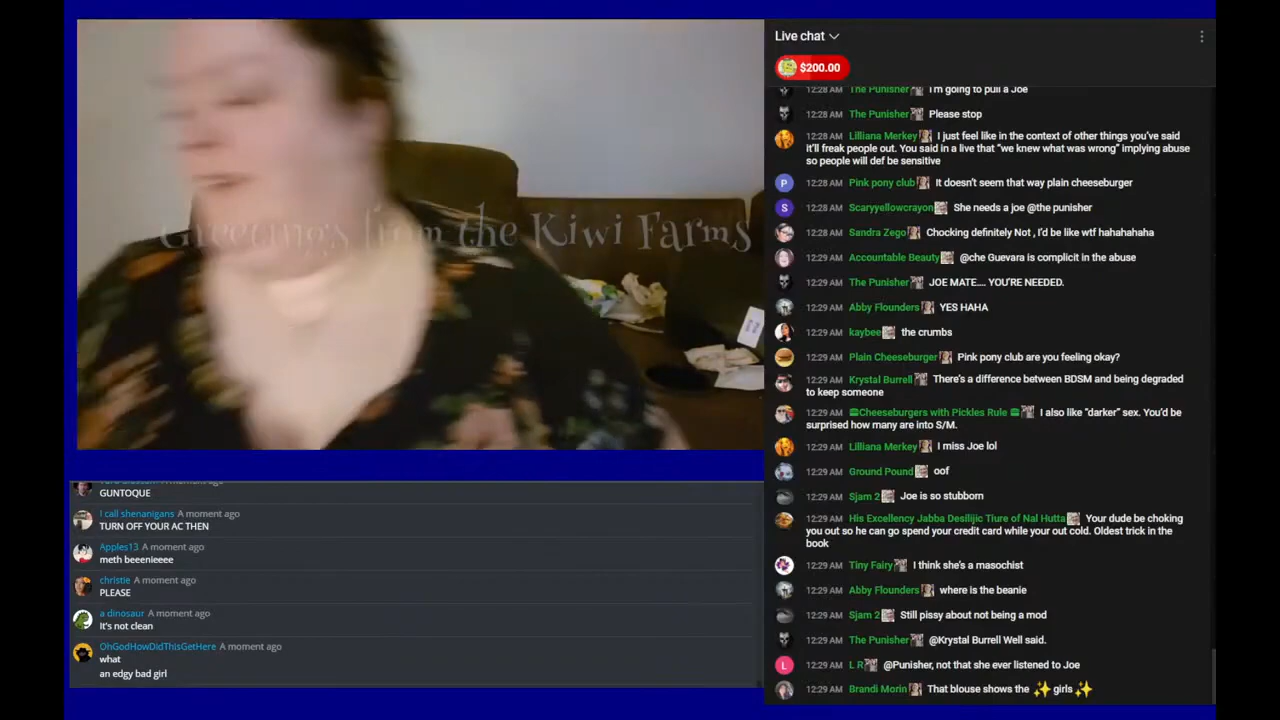 Greetings from the Kiwi Farms
GUNTOQUE
I call shenanigans A moment ago
TURN OFF YOUR AC THEN
Apples13 A moment ago
meth beeenieeee
christie A moment ago
PLEASE
a dinosaur A moment ago
It's not clean
OhGodHowDidThisGetHere A moment ago
what
an edgy bad girl
Live chat
$200.00
12:28 AM The Punisher I'm going to pull a Joe
12:28 AM The Punisher Please stop
12:28 AM Lilliana Merkey I just feel like in the context of other things you've said
it'll freak people out. You said in a live that "we knew what was wrong" implying abuse
so people will def be sensitive
P 12:28 AM Pink pony club It doesn't seem that way plain cheeseburger
S 12:28 AM Scaryyellowcrayon She needs a joe @the punisher
12:28 AM Sandra Zego Chocking definitely Not , I'd be like wtf hahahahaha
12:29 AM Accountable Beauty @che Guevara is complicit in the abuse
12:29 AM The Punisher JOE MATE.... YOU'RE NEEDED.
12:29 AM Abby Flounders YES HAHA
12:29 AM kaybee the crumbs
12:29 AM Plain Cheeseburger Pink pony club are you feeling okay?
12:29 AM Krystal Burrell There's a difference between BDSM and being degraded
to keep someone
12:29 AM Cheeseburgers with Pickles Rule I also like "darker" sex. You'd be
surprised how many are into S/M.
12:29 AM Lilliana Merkey I miss Joe lol
12:29 AM Ground Pound oof
12:29 AM Sjam 2 Joe is so stubborn
12:29 AM His Excellency Jabba Desilijic Tiure of Nal Hutta Your dude be choking
you out so he can go spend your credit card while your out cold. Oldest trick in the
book
12:29 AM Tiny Fairy I think she's a masochist
12:29 AM Abby Flounders where is the beanie
12:29 AM Sjam 2 Still pissy about not being a mod
12:29 AM The Punisher @Krystal Burrell Well said.
L 12:29 AM L R @Punisher, not that she ever listened to Joe
12:29 AM Brandi Morin That blouse shows the ✨ girls ✨